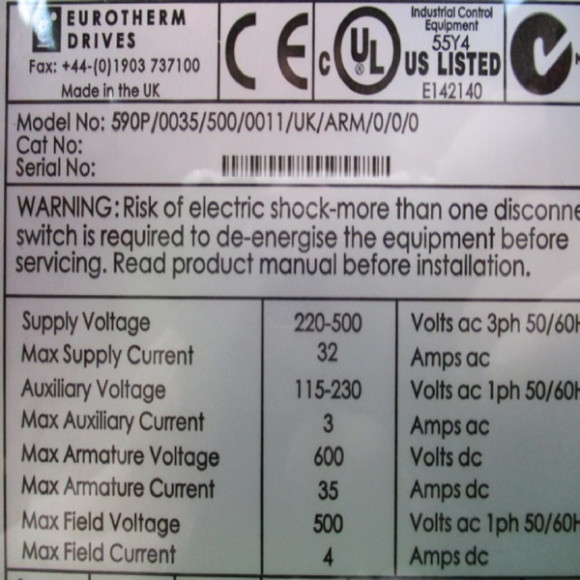 EUROTHERM
DRIVES
Fax: +44-(0)1903 737100
Made in the UK
CE
c UL US LISTED
®
Industrial Control
Equipment
55Y4
E142140
Model No: 590P/0035/500/0011/UK/ARM/0/0/0
Cat No:
Serial No:
WARNING: Risk of electric shock-more than one disconne
switch is required to de-energise the equipment before
servicing. Read product manual before installation.
Supply Voltage 220-500 Volts ac 3ph 50/60H
Max Supply Current 32 Amps ac
Auxiliary Voltage 115-230 Volts ac 1ph 50/60H
Max Auxiliary Current 3 Amps ac
Max Armature Voltage 600 Volts dc
Max Armature Current 35 Amps dc
Max Field Voltage 500 Volts ac 1ph 50/60H
Max Field Current 4 Amps dc